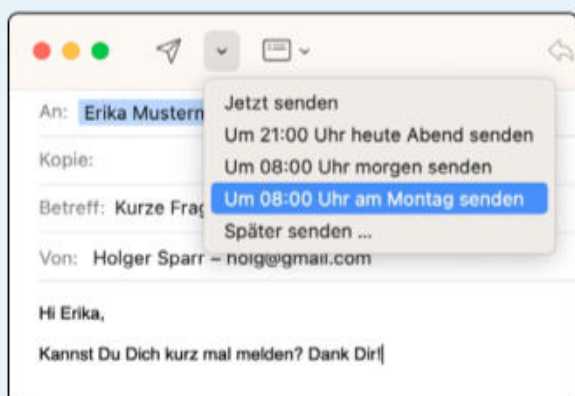 Jetzt senden
Um 21:00 Uhr heute Abend senden
Um 08:00 Uhr morgen senden
Um 08:00 Uhr am Montag senden
Später senden ...
An: Erika Mustern
Kopie:
Betreff: Kurze Frag
Von: Holger Sparr – holg@gmail.com
Hi Erika,
Kannst Du Dich kurz mal melden? Dank Dir!